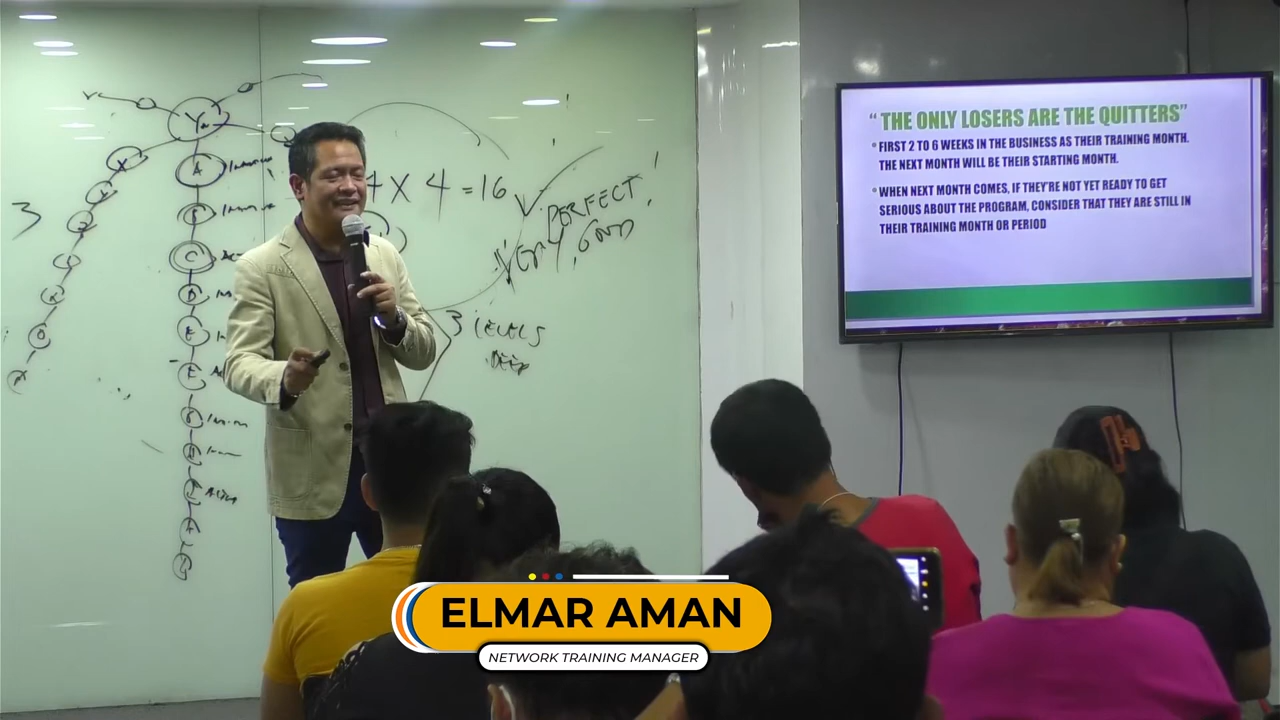 You
A
3
4 X 4 = 16
PERFECT!
VERY GOOD
3 LEVELS
DEEP
“ THE ONLY LOSERS ARE THE QUITTERS”
• FIRST 2 TO 6 WEEKS IN THE BUSINESS AS THEIR TRAINING MONTH.
THE NEXT MONTH WILL BE THEIR STARTING MONTH.
• WHEN NEXT MONTH COMES, IF THEY'RE NOT YET READY TO GET
SERIOUS ABOUT THE PROGRAM, CONSIDER THAT THEY ARE STILL IN
THEIR TRAINING MONTH OR PERIOD
ELMAR AMAN
NETWORK TRAINING MANAGER